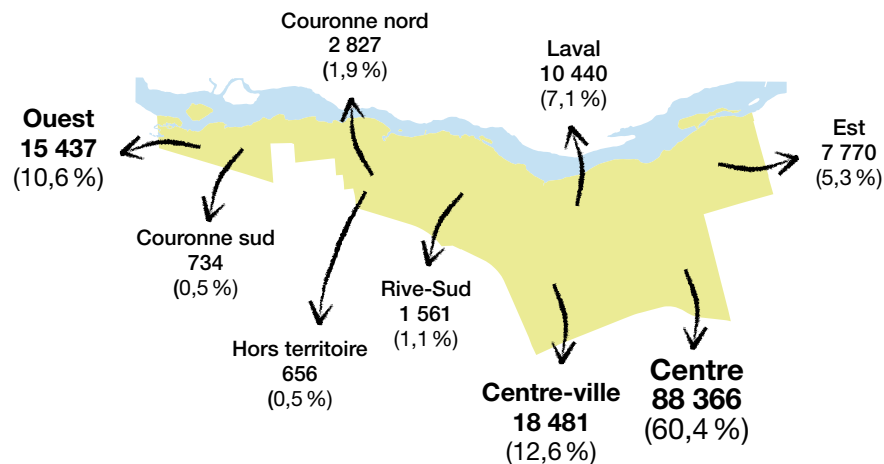 Couronne nord
2 827
(1,9 %)
Laval
10 440
(7,1 %)
Ouest
15 437
(10,6 %)
Est
7 770
(5,3 %)
Couronne sud
734
(0,5 %)
Rive-Sud
1 561
(1,1 %)
Hors territoire
656
(0,5 %)
Centre-ville
18 481
(12,6 %)
Centre
88 366
(60,4 %)